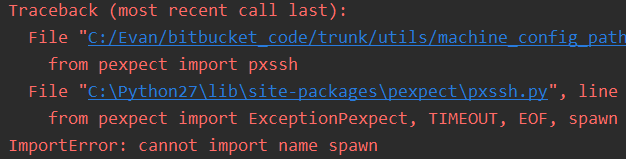 Traceback (most recent call last):
File "C:/Evan/bitbucket_code/trunk/utils/machine_config_path
from pexpect import pxssh
File "C:\Python27\lib\site-packages\pexpect\pxssh.py", line
from pexpect import ExceptionPexpect, TIMEOUT, EOF, spawn
ImportError: cannot import name spawn